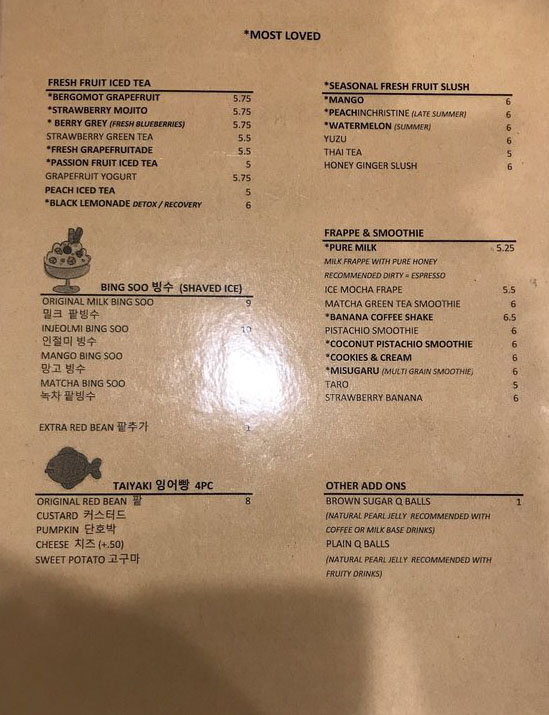 *MOST LOVED
FRESH FRUIT ICED TEA
*BERGOMOT GRAPEFRUIT 5.75
*STRAWBERRY MOJITO 5.75
* BERRY GREY (FRESH BLUEBERRIES) 5.75
STRAWBERRY GREEN TEA 5.5
*FRESH GRAPEFRUITADE 5.5
*PASSION FRUIT ICED TEA 5
GRAPEFRUIT YOGURT 5.75
PEACH ICED TEA 5
*BLACK LEMONADE DETOX / RECOVERY 6
BING SOO 빙수 (SHAVED ICE)
ORIGINAL MILK BING SOO 9
밀크 팥빙수
INJEOLMI BING SOO 10
인절미 빙수
MANGO BING SOO
망고 빙수
MATCHA BING SOO
녹차 팥빙수
EXTRA RED BEAN 팥추가 1
TAIYAKI 잉어빵 4PC
ORIGINAL RED BEAN 팥 8
CUSTARD 커스터드
PUMPKIN 단호박
CHEESE 치즈 (+.50)
SWEET POTATO 고구마
*SEASONAL FRESH FRUIT SLUSH
*MANGO 6
*PEACHINCHRISTINE (LATE SUMMER) 6
*WATERMELON (SUMMER) 6
YUZU 6
THAI TEA 5
HONEY GINGER SLUSH 6
FRAPPE & SMOOTHIE
*PURE MILK 5.25
MILK FRAPPE WITH PURE HONEY
RECOMMENDED DIRTY = ESPRESSO
ICE MOCHA FRAPE 5.5
MATCHA GREEN TEA SMOOTHIE 6
*BANANA COFFEE SHAKE 6.5
PISTACHIO SMOOTHIE 6
*COCONUT PISTACHIO SMOOTHIE 6
*COOKIES & CREAM 6
*MISUGARU (MULTI GRAIN SMOOTHIE) 6
TARO 5
STRAWBERRY BANANA 6
OTHER ADD ONS
BROWN SUGAR Q BALLS 1
(NATURAL PEARL JELLY RECOMMENDED WITH
COFFEE OR MILK BASE DRINKS)
PLAIN Q BALLS
(NATURAL PEARL JELLY RECOMMENDED WITH
FRUITY DRINKS)